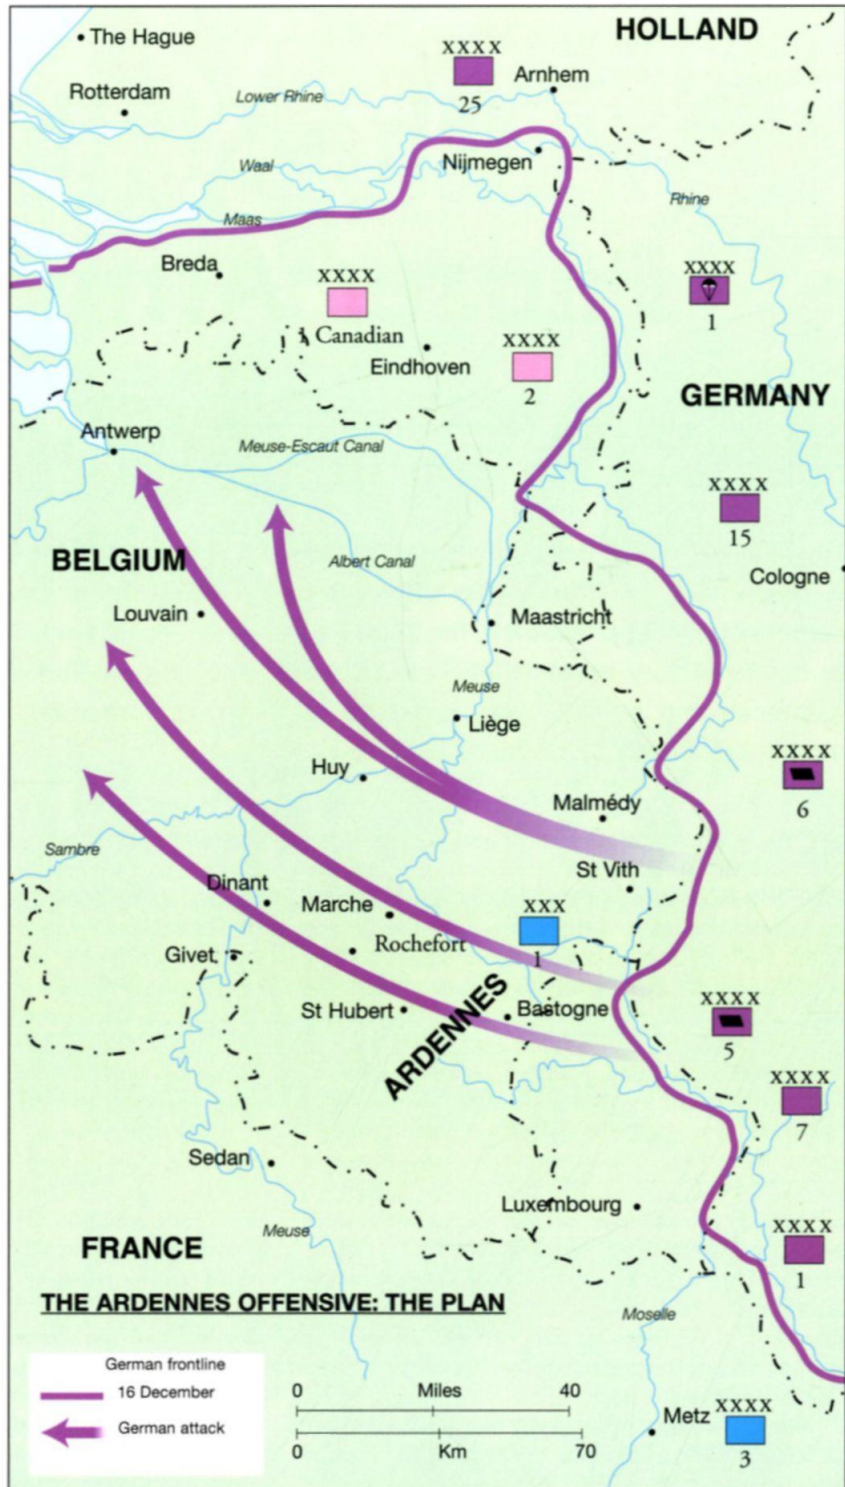 HOLLAND
The Hague
XXXX
25
Arnhem
Rotterdam
Lower Rhine
Nijmegen
Waal
Rhine
Maas
Breda
XXXX
1 Canadian
XXXX
1
Eindhoven
XXXX
2
GERMANY
Antwerp
Meuse-Escaut Canal
XXXX
15
BELGIUM
Albert Canal
Cologne
Louvain
Maastricht
Meuse
Liège
Huy
XXXX
6
Malmédy
Sambre
St Vith
Dinant
Marche
XXX
1
Rochefort
Givet
ARDENNES
St Hubert
Bastogne
XXXX
5
XXXX
7
Sedan
Luxembourg
Meuse
XXXX
1
FRANCE
THE ARDENNES OFFENSIVE: THE PLAN
Moselle
German frontline
16 December
German attack
0 Miles 40
0 Km 70
Metz
XXXX
3